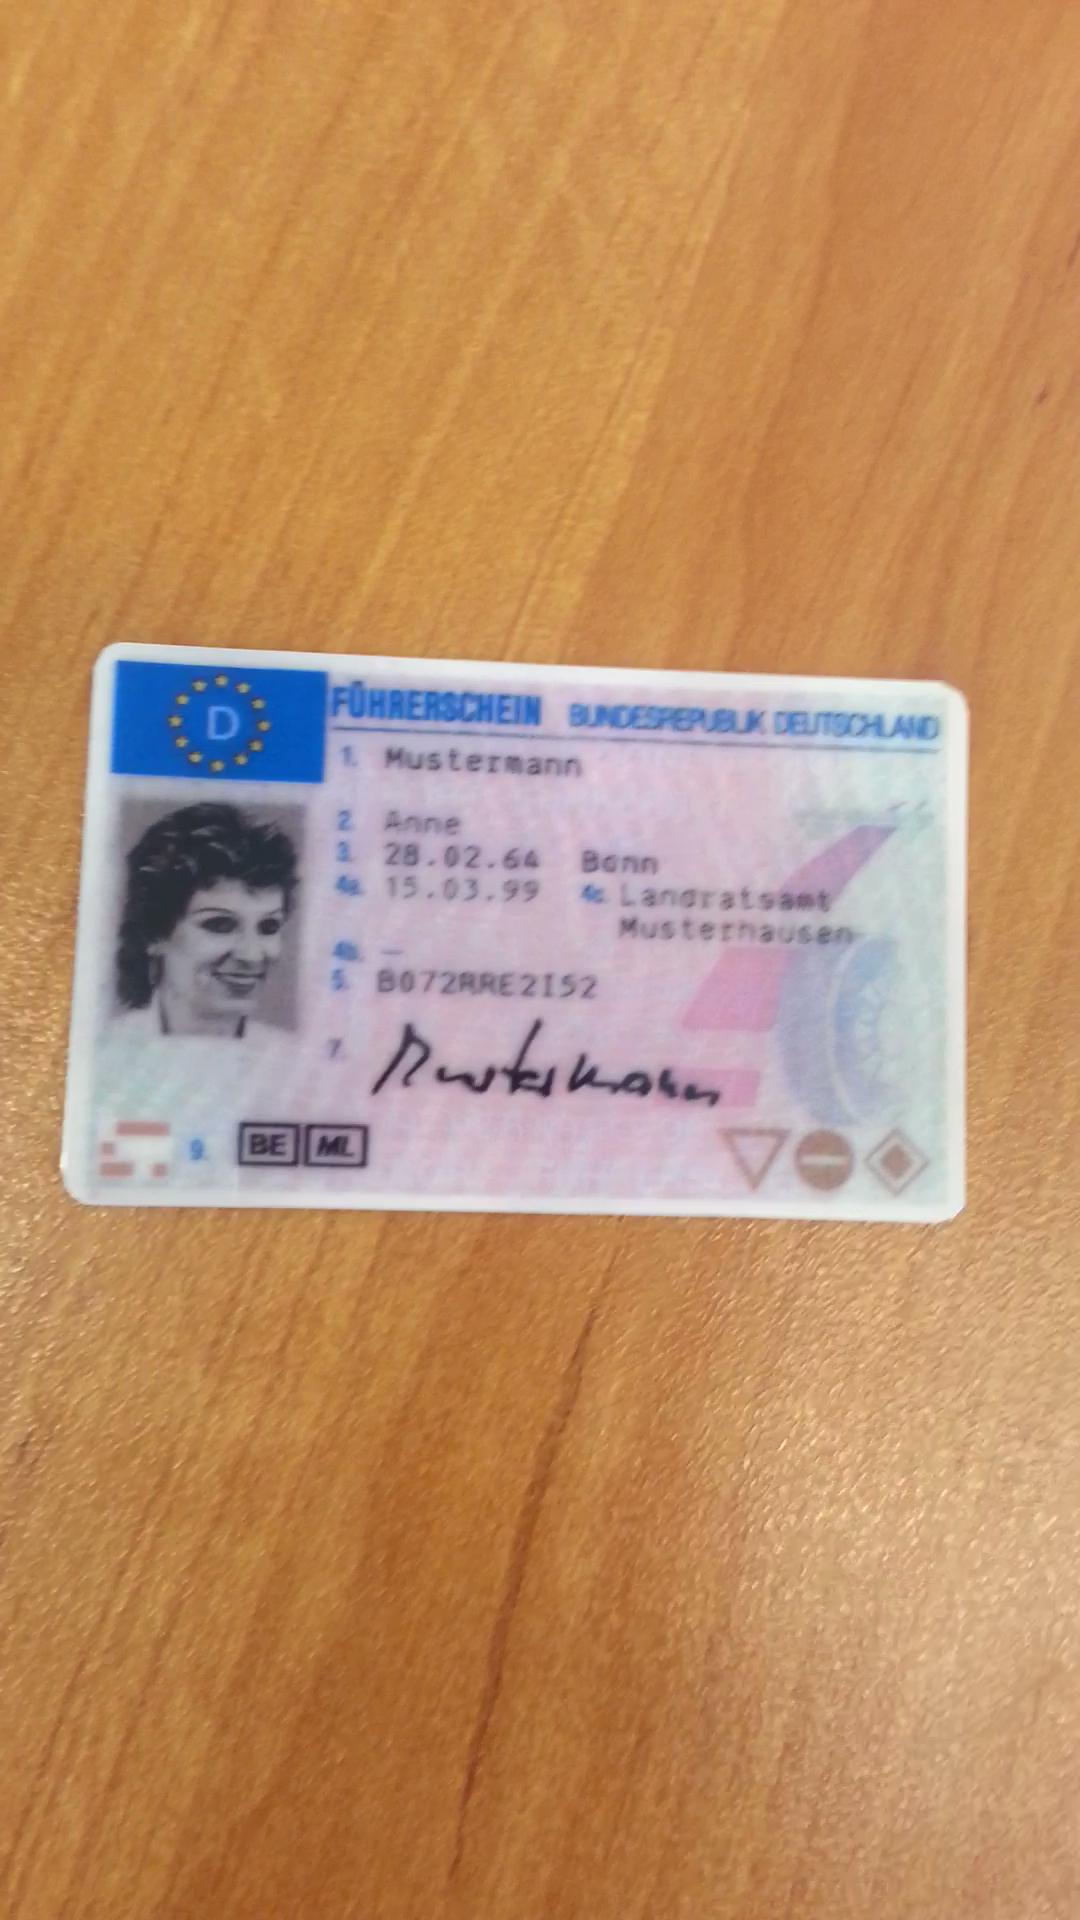 D
FÜHRERSCHEIN BUNDESREPUBLIK DEUTSCHLAND
1. Mustermann
2. Anne
3. 28.02.64 Bonn
4a. 15.03.99 4c. Landratsamt
Musterhausen
4b. —
5. B072RRE2I52
7. Mustermann
9. BE ML